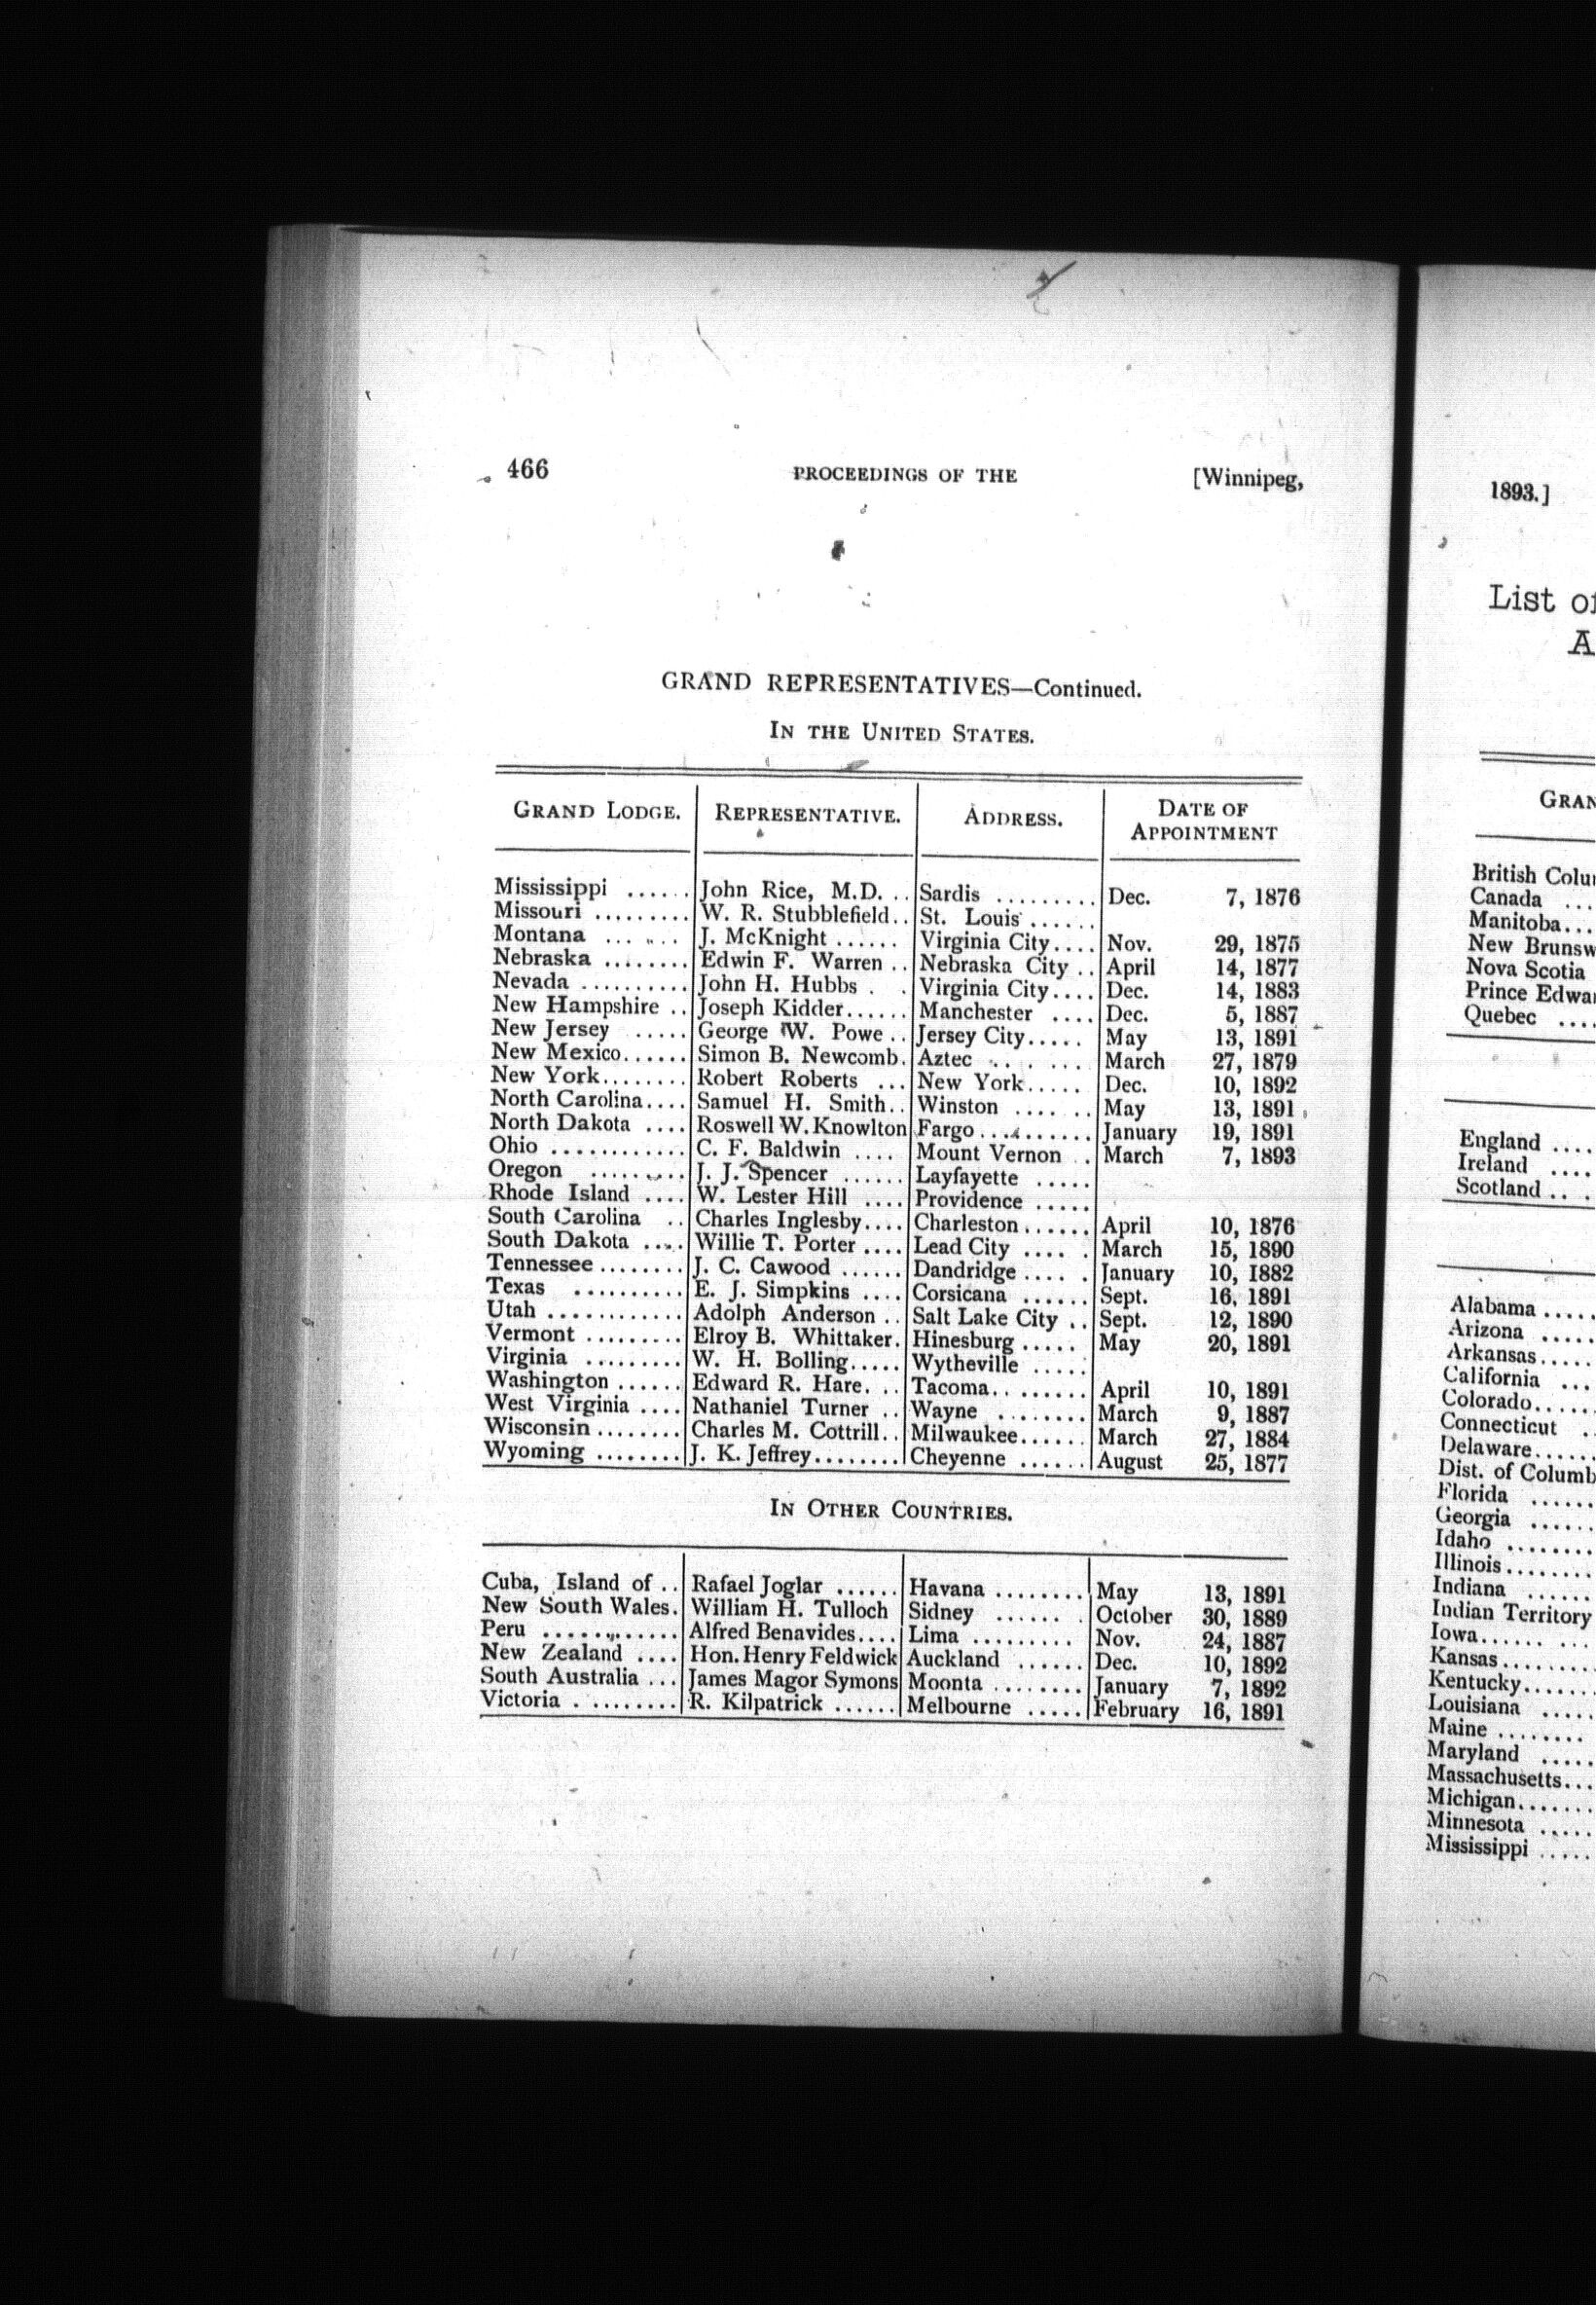 466 PROCEEDINGS OF THE [Winnipeg,
GRAND REPRESENTATIVES—Continued.
IN THE UNITED STATES.
GRAND LODGE. REPRESENTATIVE. ADDRESS. DATE OF APPOINTMENT
Mississippi ...... John Rice, M.D. .. Sardis ......... Dec. 7, 1876
Missouri ......... W. R. Stubblefield.. St. Louis ......
Montana ... ... J. McKnight ...... Virginia City.... Nov. 29, 1875
Nebraska ........ Edwin F. Warren .. Nebraska City .. April 14, 1877
Nevada .......... John H. Hubbs . . Virginia City.... Dec. 14, 1883
New Hampshire .. Joseph Kidder...... Manchester .... Dec. 5, 1887
New Jersey ..... George W. Powe .. Jersey City..... May 13, 1891
New Mexico...... Simon B. Newcomb. Aztec .. . ... March 27, 1879
New York........ Robert Roberts ... New York..... Dec. 10, 1892
North Carolina.... Samuel H. Smith.. Winston .... .. May 13, 1891
North Dakota .... Roswell W. Knowlton Fargo .......... January 19, 1891
Ohio ............ C. F. Baldwin .... Mount Vernon .. March 7, 1893
Oregon ......... J. J. Spencer ...... Layfayette .....
Rhode Island .... W. Lester Hill .... Providence .....
South Carolina .. Charles Inglesby.... Charleston...... April 10, 1876
South Dakota .... Willie T. Porter .... Lead City .... . March 15, 1890
Tennessee........ J. C. Cawood ...... Dandridge.... . January 10, 1882
Texas .......... E. J. Simpkins .... Corsicana ...... Sept. 16, 1891
Utah ............ Adolph Anderson .. Salt Lake City .. Sept. 12, 1890
Vermont ......... Elroy B. Whittaker. Hinesburg ..... May 20, 1891
Virginia ......... W. H. Bolling..... Wytheville .....
Washington ...... Edward R. Hare. .. Tacoma.. ....... April 10, 1891
West Virginia .... Nathaniel Turner .. Wayne ........ March 9, 1887
Wisconsin........ Charles M. Cottrill.. Milwaukee...... March 27, 1884
Wyoming ........ J. K. Jeffrey........ Cheyenne ...... August 25, 1877
IN OTHER COUNTRIES.
Cuba, Island of .. Rafael Joglar ...... Havana ........ May 13, 1891
New South Wales. William H. Tulloch Sidney ...... . October 30, 1889
Peru ............ Alfred Benavides.... Lima ......... Nov. 24, 1887
New Zealand .... Hon. Henry Feldwick Auckland ...... Dec. 10, 1892
South Australia ... James Magor Symons Moonta ........ January 7, 1892
Victoria . ........ R. Kilpatrick ...... Melbourne ..... February 16, 1891
1893.]
List of
A
GRAN
British Colu
Canada ...
Manitoba...
New Brunsw
Nova Scotia
Prince Edwa
Quebec ....
England ....
Ireland ....
Scotland .. .
Alabama .....
Arizona .....
Arkansas.....
California ...
Colorado......
Connecticut ..
Delaware.....
Dist. of Columb
Florida ......
Georgia ......
Idaho ........
Illinois........
Indiana ......
Indian Territory
Iowa...... ...
Kansas........
Kentucky......
Louisiana .....
Maine ........
Maryland .....
Massachusetts...
Michigan.......
Minnesota .....
Mississippi .....